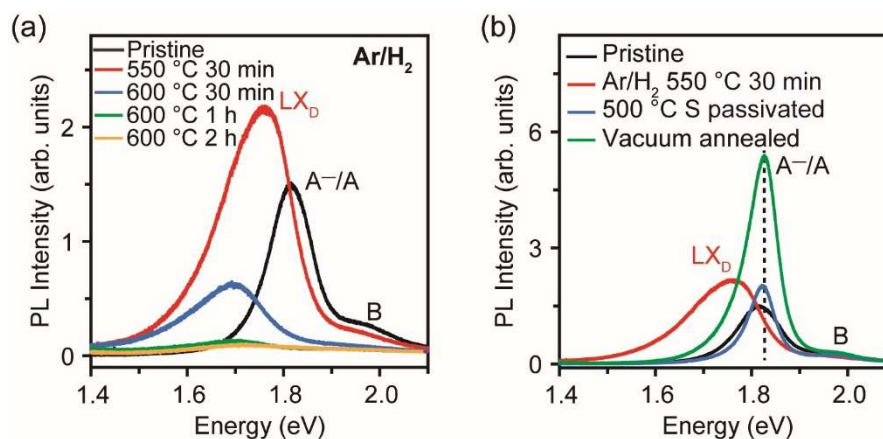 (a)
Pristine
550 °C 30 min
600 °C 30 min
600 °C 1 h
600 °C 2 h
Ar/H₂
LX_D
A⁻/A
B
PL Intensity (arb. units)
2
1
0
1.4 1.6 1.8 2.0
Energy (eV)
(b)
Pristine
Ar/H₂ 550 °C 30 min
500 °C S passivated
Vacuum annealed
A⁻/A
LX_D
B
PL Intensity (arb. units)
6
3
0
1.4 1.6 1.8 2.0
Energy (eV)